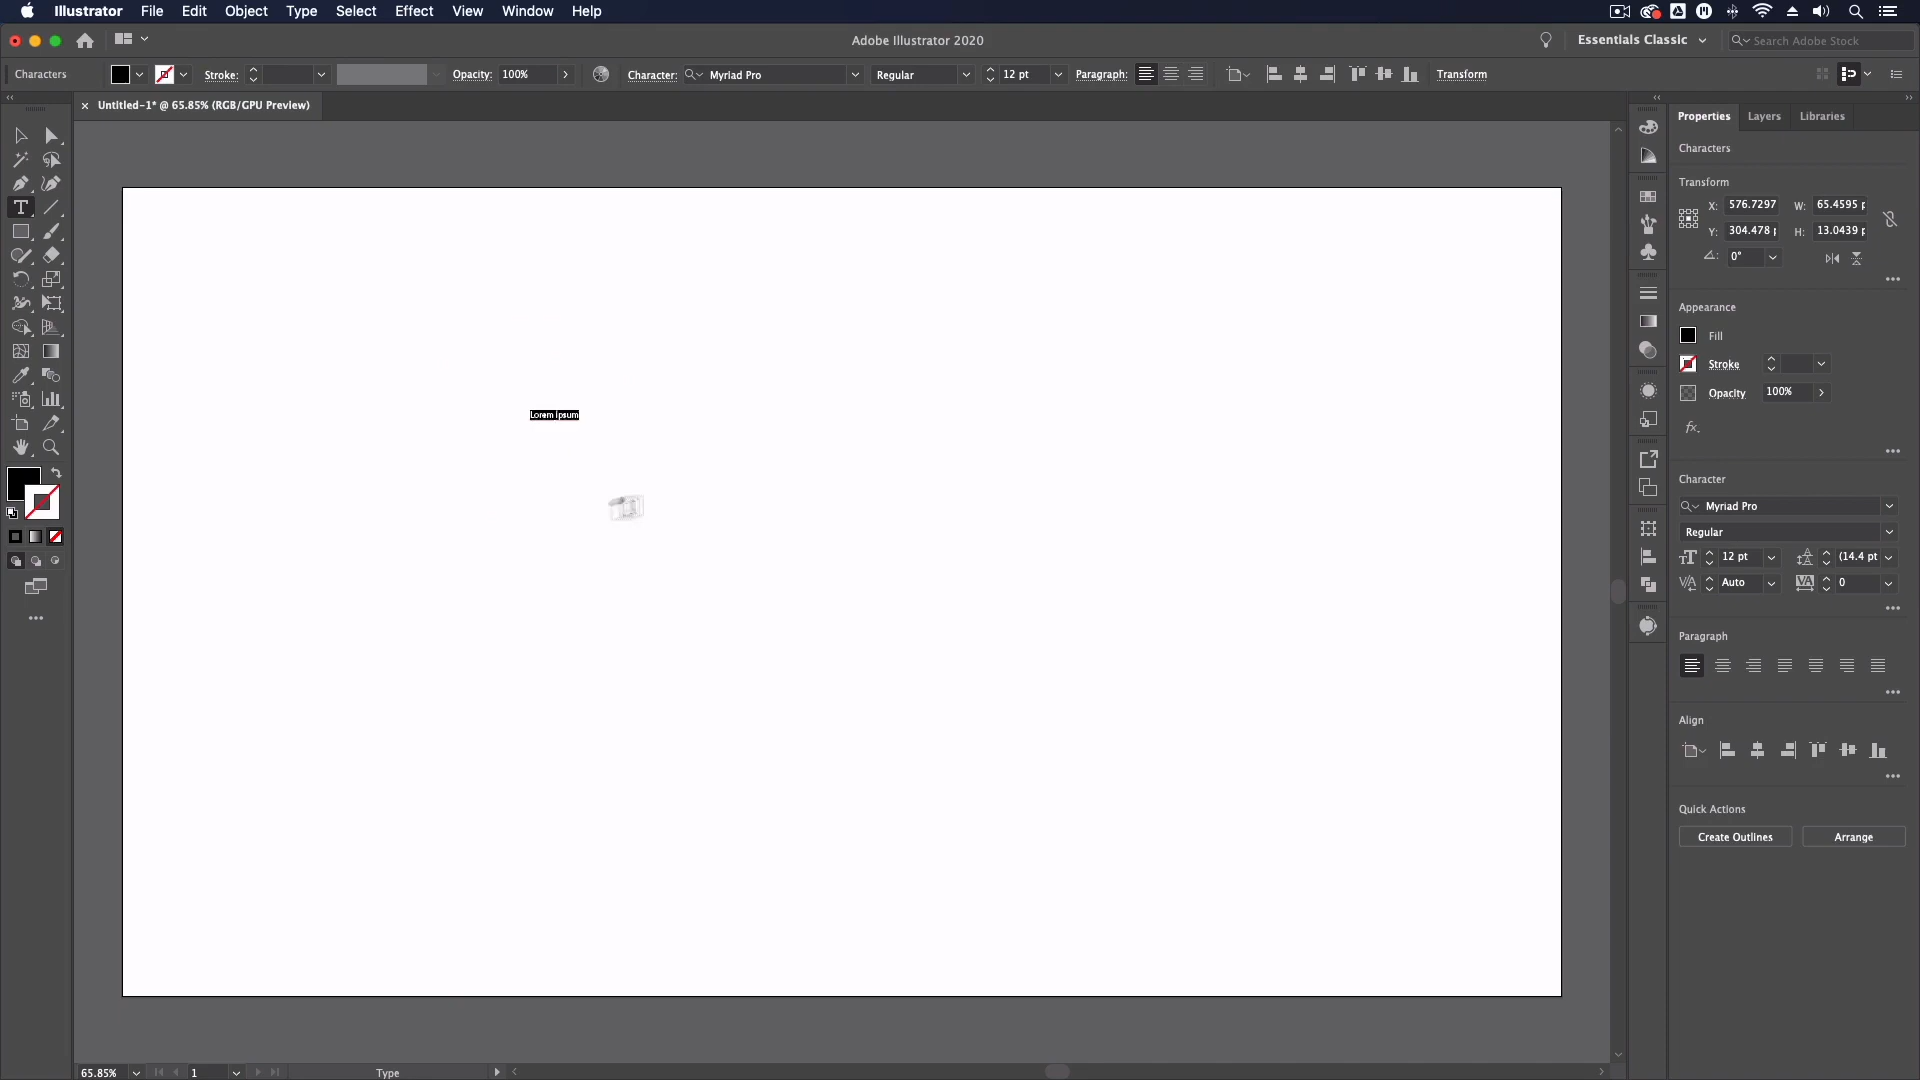 Illustrator File Edit Object Type Select Effect View Window Help
Adobe Illustrator 2020
Essentials Classic
Search Adobe Stock
Characters
Stroke:
Opacity: 100%
Character: Myriad Pro
Regular
12 pt
Paragraph:
Transform
× Untitled-1* @ 65.85% (RGB/GPU Preview)
Properties Layers Libraries
Characters
Transform
X: 576.7297 W: 65.4595 p
Y: 304.478 p H: 13.0439 p
0°
Appearance
Fill
Stroke
Opacity 100%
fx.
Character
Myriad Pro
Regular
12 pt (14.4 pt
Auto 0
Paragraph
Align
Quick Actions
Create Outlines Arrange
Lorem ipsum
65.85% 1 Type